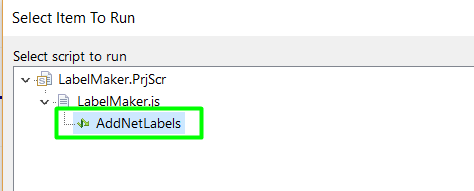 Select Item To Run
Select script to run
LabelMaker.PrjScr
LabelMaker.js
AddNetLabels